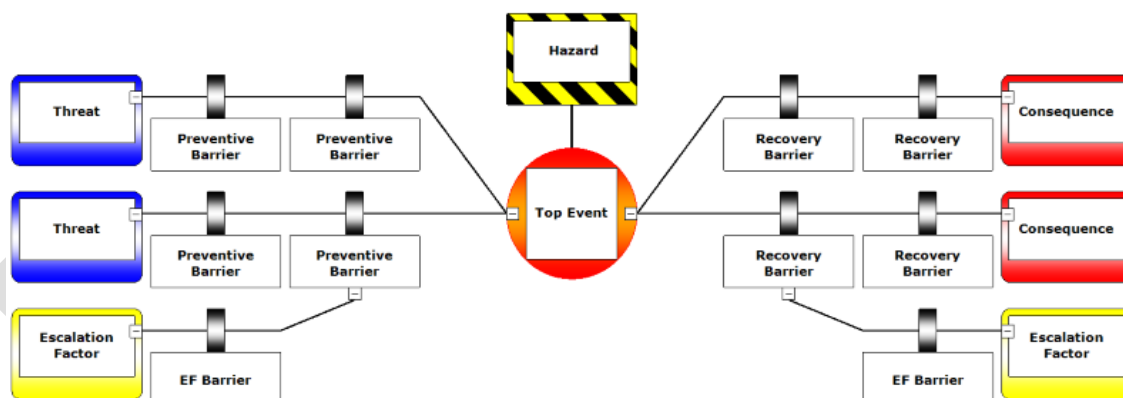 Hazard
Threat
Consequence
Preventive
Barrier
Preventive
Barrier
Recovery
Barrier
Recovery
Barrier
Threat
Top Event
Consequence
Preventive
Barrier
Preventive
Barrier
Recovery
Barrier
Recovery
Barrier
Escalation
Factor
Escalation
Factor
EF Barrier
EF Barrier